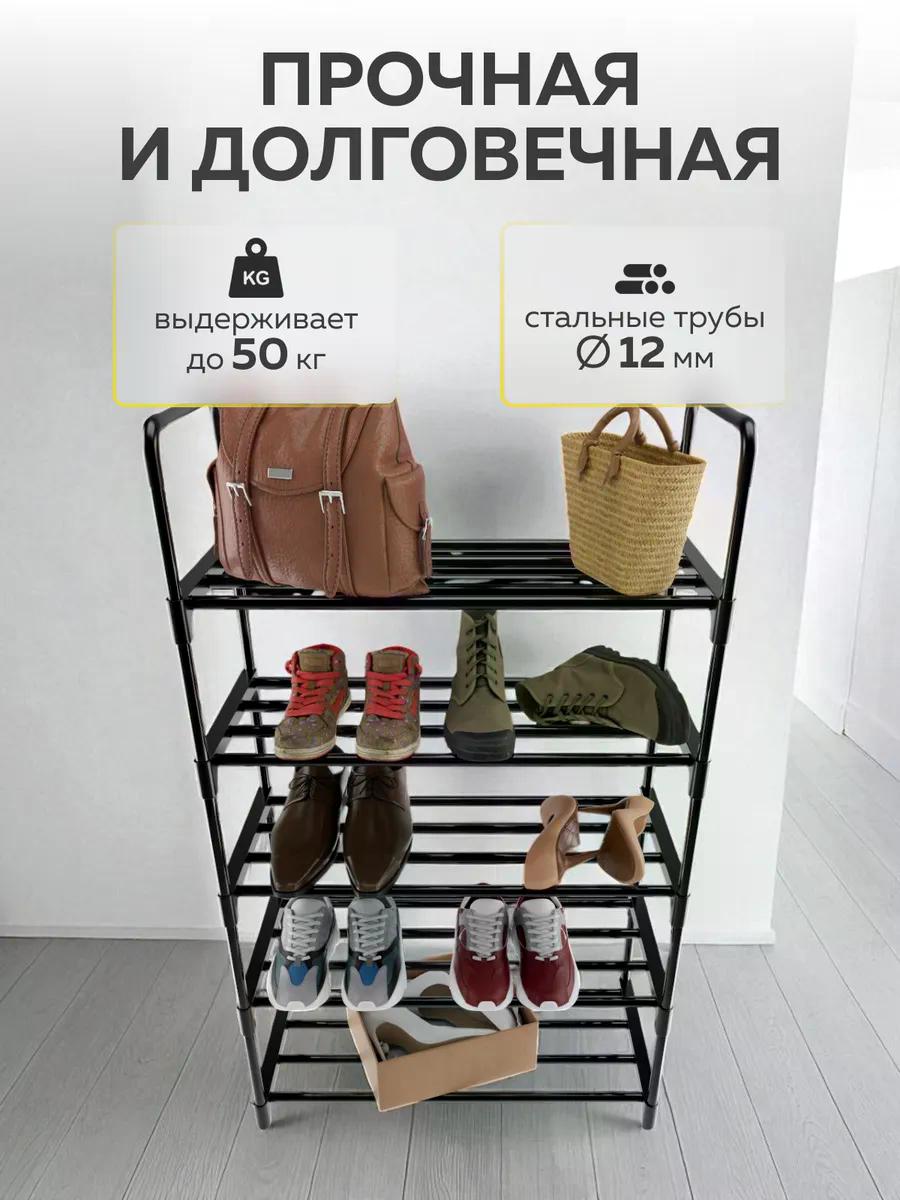 ПРОЧНАЯ
И ДОЛГОВЕЧНАЯ
KG
выдерживает
до 50 кг
стальные трубы
Ø 12 мм